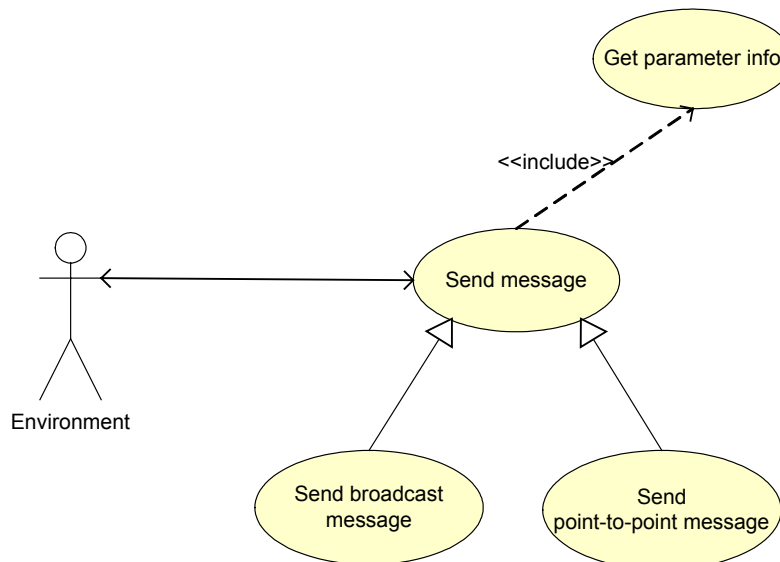 Get parameter info
<<include>>
Send message
Environment
Send broadcast
message
Send
point-to-point message